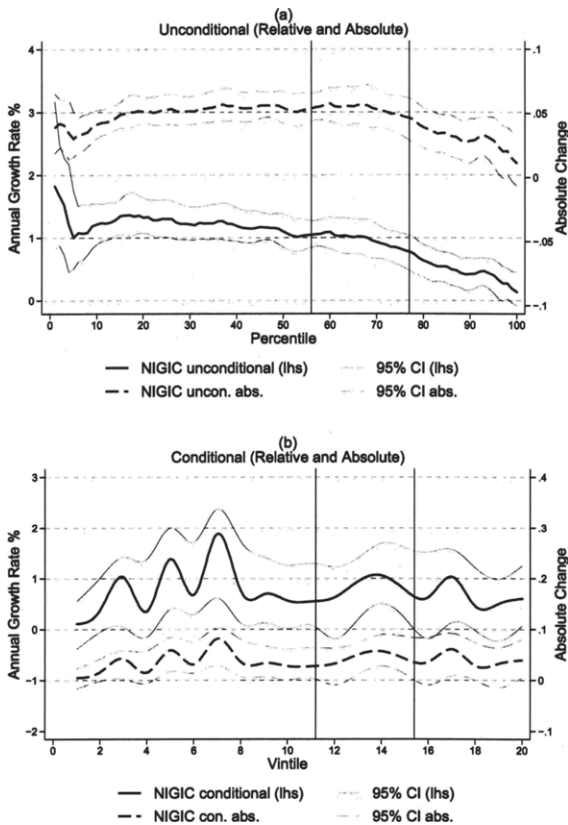 (a)
Unconditional (Relative and Absolute)
Annual Growth Rate %
4
3
2
1
0
Absolute Change
.1
.05
0
-.05
-.1
0 10 20 30 40 50 60 70 80 90 100
Percentile
NIGIC unconditional (lhs) 95% CI (lhs)
NIGIC uncon. abs. 95% CI abs.
(b)
Conditional (Relative and Absolute)
Annual Growth Rate %
3
2
1
0
-1
-2
Absolute Change
.4
.3
.2
.1
0
-.1
0 2 4 6 8 10 12 14 16 18 20
Vintile
NIGIC conditional (lhs) 95% CI (lhs)
NIGIC con. abs. 95% CI abs.